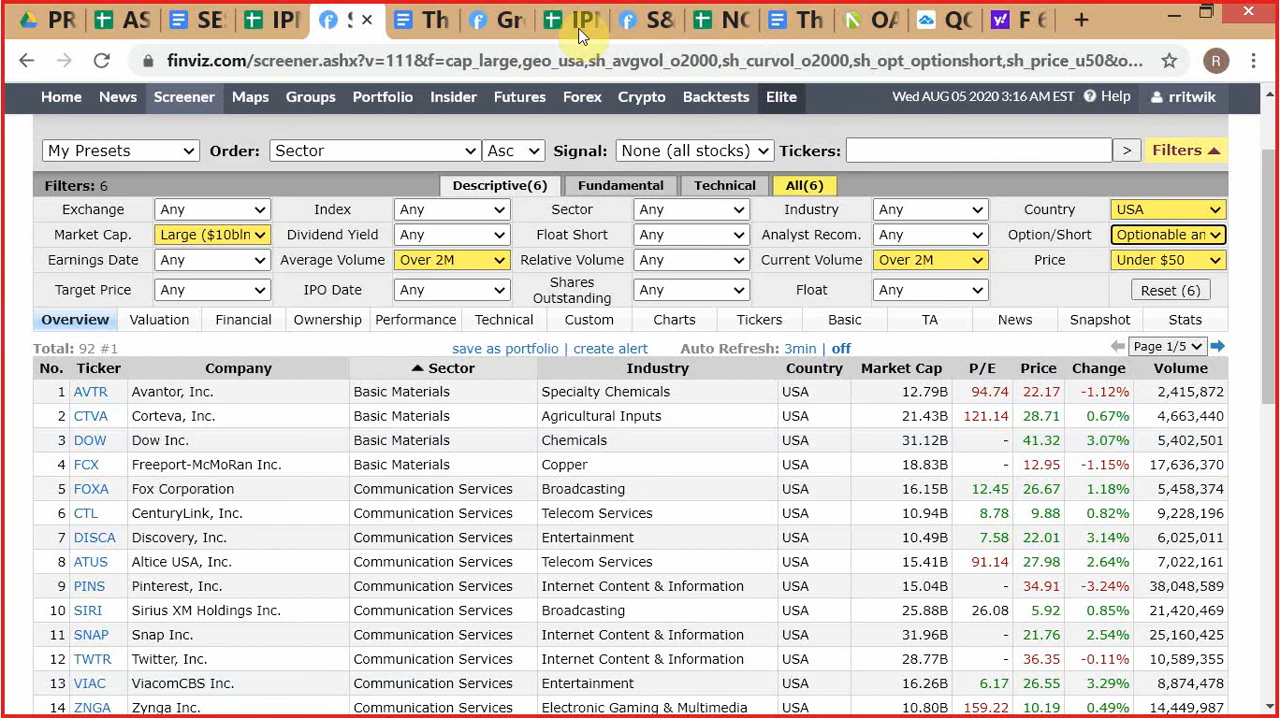 PR AS SE IPI S Th Gr IPI S& NO Th OA QC F 6
finviz.com/screener.ashx?v=111&f=cap_large,geo_usa,sh_avgvol_o2000,sh_curvol_o2000,sh_opt_optionshort,sh_price_u50&o... R
Home News Screener Maps Groups Portfolio Insider Futures Forex Crypto Backtests Elite Wed AUG 05 2020 3:16 AM EST Help rritwik
My Presets Order: Sector Asc Signal: None (all stocks) Tickers: > Filters
Filters: 6 Descriptive(6) Fundamental Technical All(6)
Exchange Any Index Any Sector Any Industry Any Country USA
Market Cap. Large ($10bln Dividend Yield Any Float Short Any Analyst Recom. Any Option/Short Optionable an
Earnings Date Any Average Volume Over 2M Relative Volume Any Current Volume Over 2M Price Under $50
Target Price Any IPO Date Any Shares Outstanding Any Float Any Reset (6)
Overview Valuation Financial Ownership Performance Technical Custom Charts Tickers Basic TA News Snapshot Stats
Total: 92 #1 save as portfolio | create alert Auto Refresh: 3min | off Page 1/5
No. Ticker Company Sector Industry Country Market Cap P/E Price Change Volume
1 AVTR Avantor, Inc. Basic Materials Specialty Chemicals USA 12.79B 94.74 22.17 -1.12% 2,415,872
2 CTVA Corteva, Inc. Basic Materials Agricultural Inputs USA 21.43B 121.14 28.71 0.67% 4,663,440
3 DOW Dow Inc. Basic Materials Chemicals USA 31.12B - 41.32 3.07% 5,402,501
4 FCX Freeport-McMoRan Inc. Basic Materials Copper USA 18.83B - 12.95 -1.15% 17,636,370
5 FOXA Fox Corporation Communication Services Broadcasting USA 16.15B 12.45 26.67 1.18% 5,458,374
6 CTL CenturyLink, Inc. Communication Services Telecom Services USA 10.94B 8.78 9.88 0.82% 9,228,196
7 DISCA Discovery, Inc. Communication Services Entertainment USA 10.49B 7.58 22.01 3.14% 6,025,011
8 ATUS Altice USA, Inc. Communication Services Telecom Services USA 15.41B 91.14 27.98 2.64% 7,022,161
9 PINS Pinterest, Inc. Communication Services Internet Content & Information USA 15.04B - 34.91 -3.24% 38,048,589
10 SIRI Sirius XM Holdings Inc. Communication Services Broadcasting USA 25.88B 26.08 5.92 0.85% 21,420,469
11 SNAP Snap Inc. Communication Services Internet Content & Information USA 31.96B - 21.76 2.54% 25,160,425
12 TWTR Twitter, Inc. Communication Services Internet Content & Information USA 28.77B - 36.35 -0.11% 10,589,355
13 VIAC ViacomCBS Inc. Communication Services Entertainment USA 16.26B 6.17 26.55 3.29% 8,874,478
14 ZNGA Zynga Inc. Communication Services Electronic Gaming & Multimedia USA 10.80B 159.22 10.19 0.49% 14,449,987